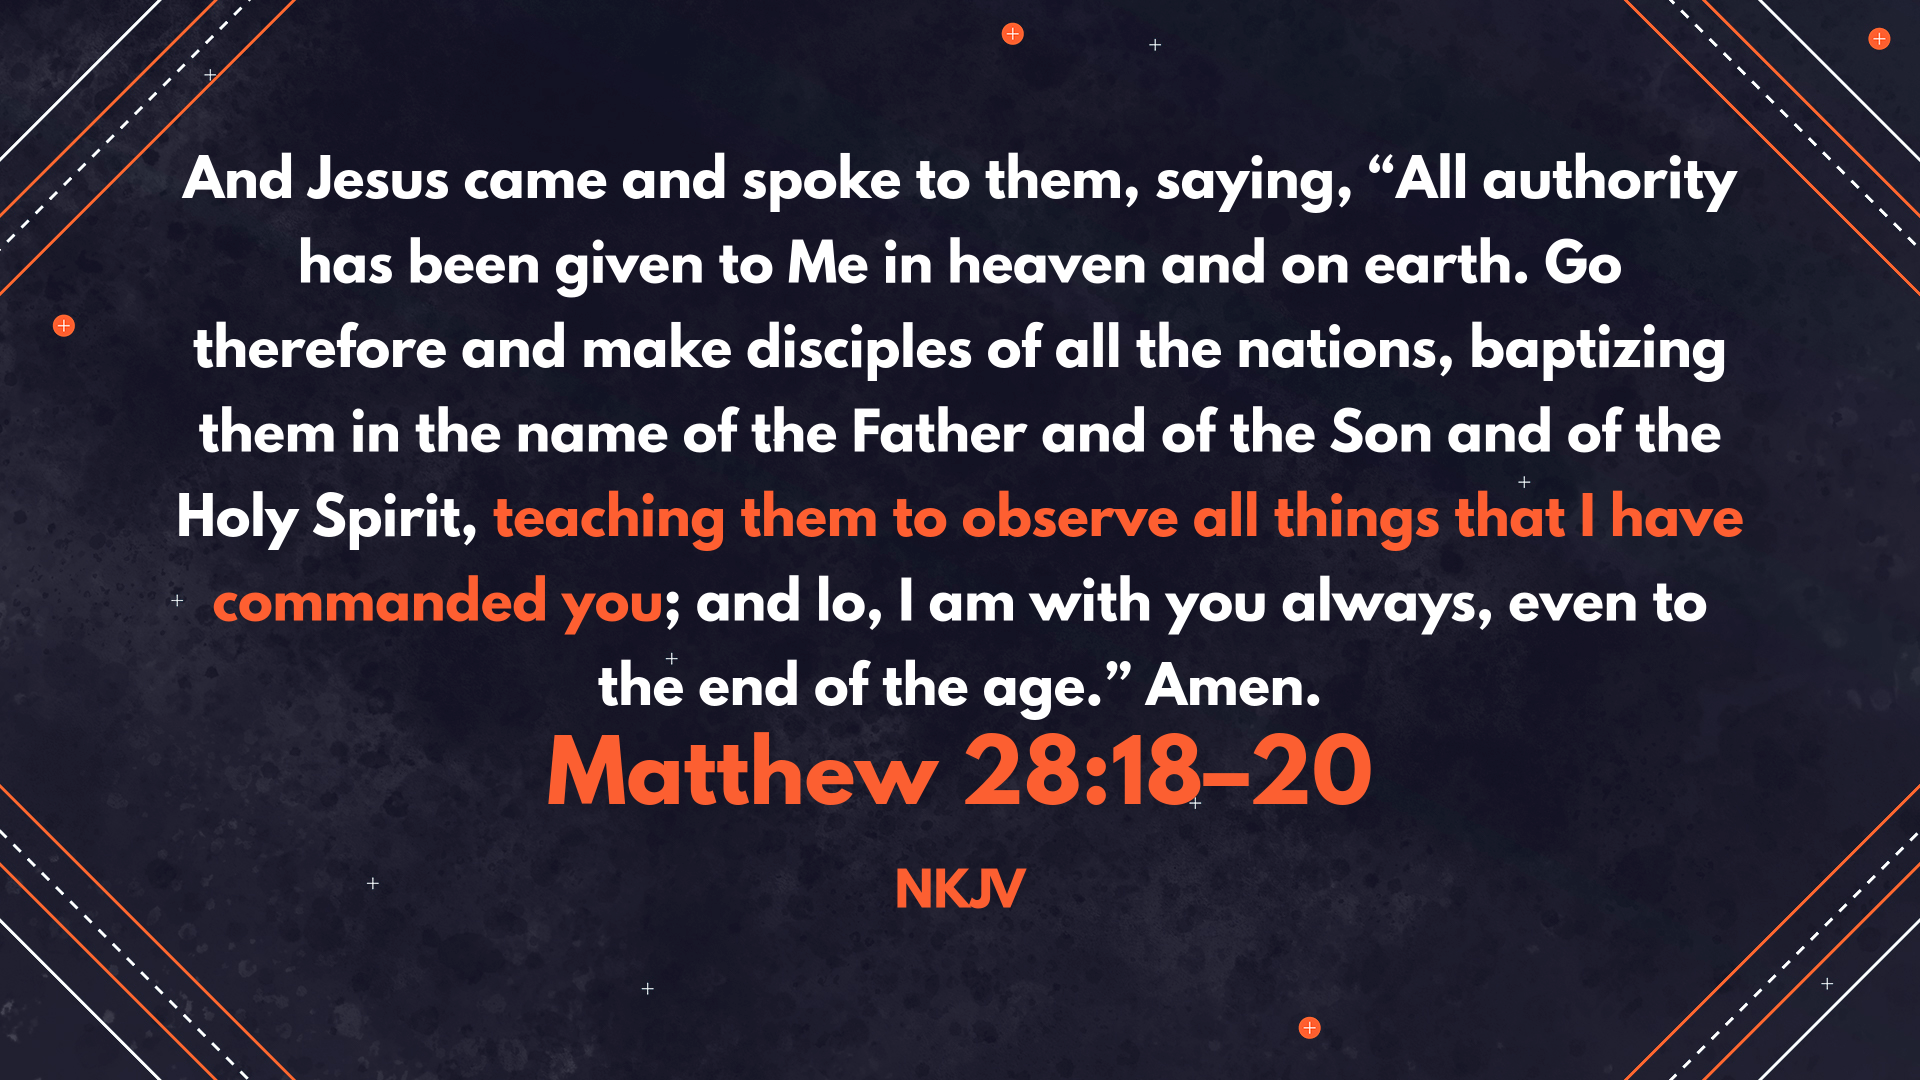 And Jesus came and spoke to them, saying, “All authority
has been given to Me in heaven and on earth. Go
therefore and make disciples of all the nations, baptizing
them in the name of the Father and of the Son and of the
Holy Spirit, teaching them to observe all things that I have
commanded you; and lo, I am with you always, even to
the end of the age.” Amen.
Matthew 28:18–20
NKJV